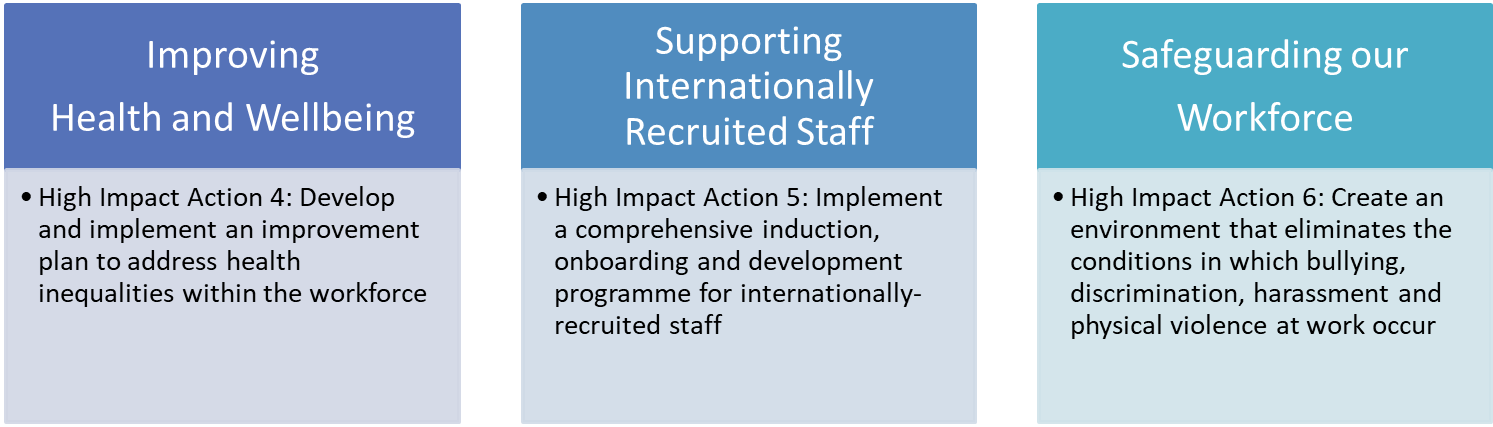 Improving
Health and Wellbeing
• High Impact Action 4: Develop
and implement an improvement
plan to address health
inequalities within the workforce
Supporting
Internationally
Recruited Staff
• High Impact Action 5: Implement
a comprehensive induction,
onboarding and development
programme for internationally-
recruited staff
Safeguarding our
Workforce
• High Impact Action 6: Create an
environment that eliminates the
conditions in which bullying,
discrimination, harassment and
physical violence at work occur